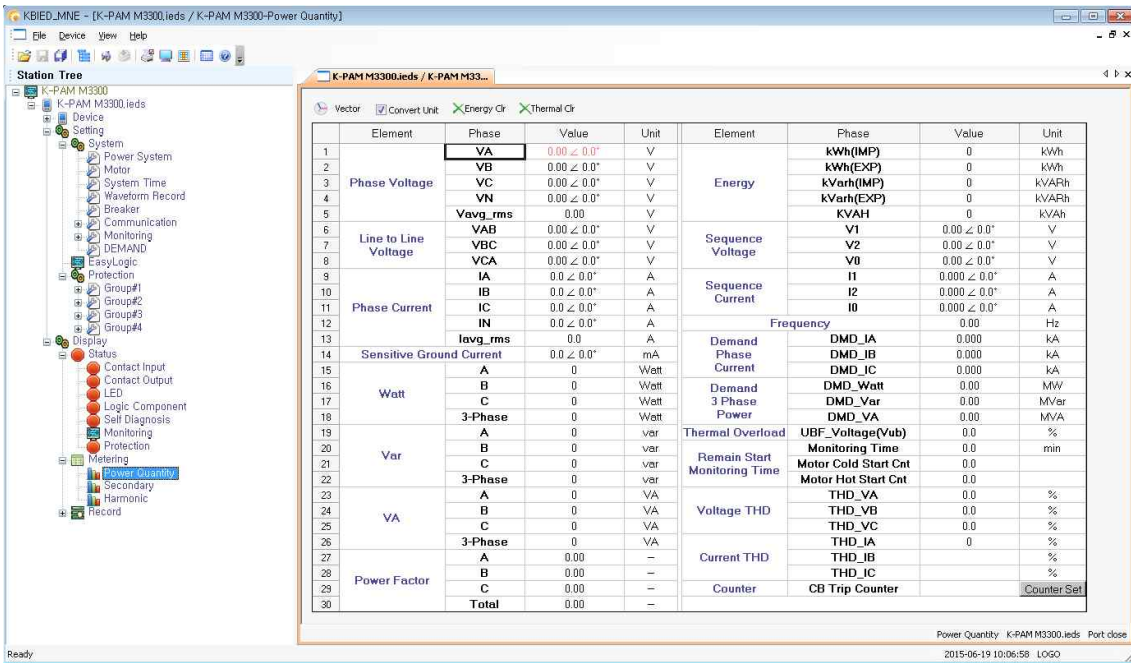 KBIED_MNE - [K-PAM M3300.ieds / K-PAM M3300-Power Quantity]
File Device View Help
Station Tree
K-PAM M3300
K-PAM M3300.ieds
Device
Setting
System
Power System
Motor
System Time
Waveform Record
Breaker
Communication
Monitoring
DEMAND
EasyLogic
Protection
Group#1
Group#2
Group#3
Group#4
Display
Status
Contact Input
Contact Output
LED
Logic Component
Self Diagnosis
Monitoring
Protection
Metering
Power Quantity
Secondary
Harmonic
Record
K-PAM M3300.ieds / K-PAM M33...
Vector Convert Unit Energy Clr Thermal Clr
Element Phase Value Unit Element Phase Value Unit
1 VA 0.00 ∠ 0.0° V kWh(IMP) 0 kWh
2 VB 0.00 ∠ 0.0° V kWh(EXP) 0 kWh
3 Phase Voltage VC 0.00 ∠ 0.0° V Energy kVarh(IMP) 0 kVARh
4 VN 0.00 ∠ 0.0° V kVarh(EXP) 0 kVARh
5 Vavg_rms 0.00 V KVAH 0 kVAh
6 Line to Line VAB 0.00 ∠ 0.0° V Sequence V1 0.00 ∠ 0.0° V
7 Voltage VBC 0.00 ∠ 0.0° V Voltage V2 0.00 ∠ 0.0° V
8 VCA 0.00 ∠ 0.0° V V0 0.00 ∠ 0.0° V
9 IA 0.0 ∠ 0.0° A Sequence I1 0.000 ∠ 0.0° A
10 IB 0.0 ∠ 0.0° A Current I2 0.000 ∠ 0.0° A
11 Phase Current IC 0.0 ∠ 0.0° A I0 0.000 ∠ 0.0° A
12 IN 0.0 ∠ 0.0° A Frequency 0.00 Hz
13 Iavg_rms 0.0 A Demand DMD_IA 0.000 kA
14 Sensitive Ground Current 0.0 ∠ 0.0° mA Phase DMD_IB 0.000 kA
15 A 0 Watt Current DMD_IC 0.000 kA
16 Watt B 0 Watt Demand DMD_Watt 0.00 MW
17 C 0 Watt 3 Phase DMD_Var 0.00 MVar
18 3-Phase 0 Watt Power DMD_VA 0.00 MVA
19 A 0 var Thermal Overload UBF_Voltage(Vub) 0.0 %
20 Var B 0 var Remain Start Monitoring Time 0.0 min
21 C 0 var Monitoring Time Motor Cold Start Cnt 0.0
22 3-Phase 0 var Motor Hot Start Cnt 0.0
23 A 0 VA THD_VA 0.0 %
24 VA B 0 VA Voltage THD THD_VB 0.0 %
25 C 0 VA THD_VC 0.0 %
26 3-Phase 0 VA THD_IA 0 %
27 A 0.00 – Current THD THD_IB %
28 Power Factor B 0.00 – THD_IC %
29 C 0.00 – Counter CB Trip Counter Counter Set
30 Total 0.00 –
Power Quantity K-PAM M3300.ieds Port close
Ready 2015-06-19 10:06:58 LOGO